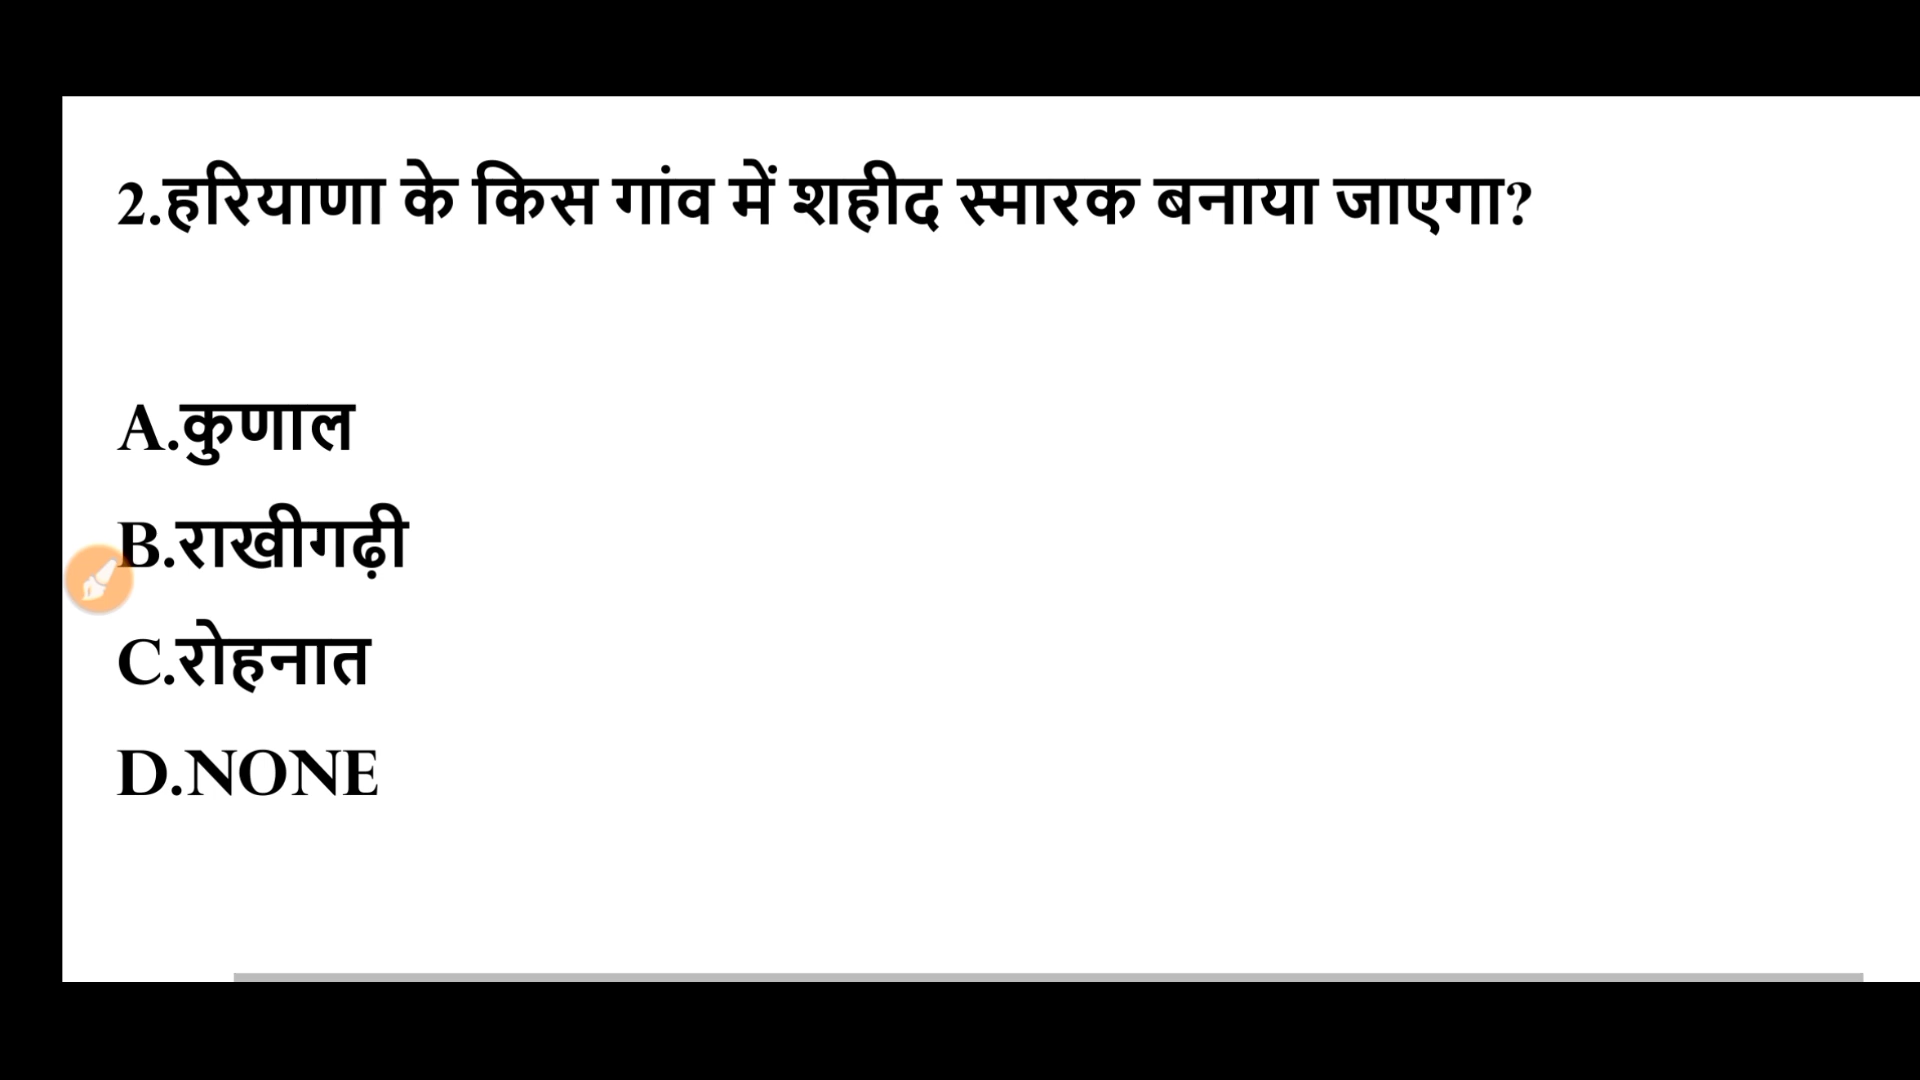 2.हरियाणा के किस गांव में शहीद स्मारक बनाया जाएगा?
A.कुणाल
B.राखीगढ़ी
C.रोहनात
D.NONE